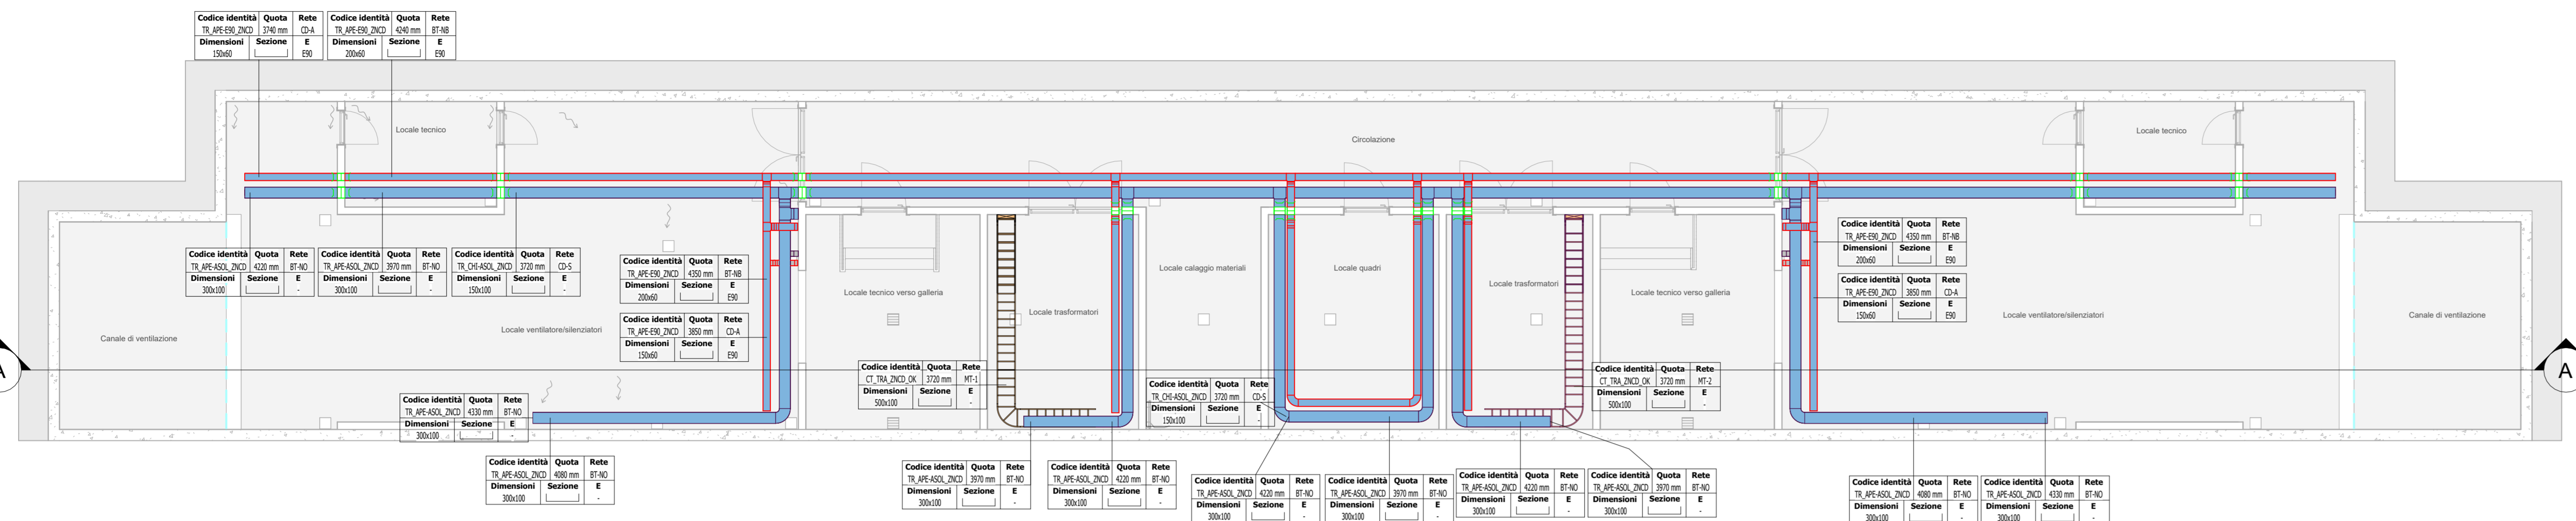 Codice identità Quota Rete
TR_APE-E90_ZNCD 3740 mm CD-A
Dimensioni Sezione E
150x60 E90
Codice identità Quota Rete
TR_APE-E90_ZNCD 4240 mm BT-NB
Dimensioni Sezione E
200x60 E90
Locale tecnico
Circolazione
Locale tecnico
Codice identità Quota Rete
TR_APE-ASOL_ZNCD 4220 mm BT-NO
Dimensioni Sezione E
300x100 -
Codice identità Quota Rete
TR_APE-ASOL_ZNCD 3970 mm BT-NO
Dimensioni Sezione E
300x100 -
Codice identità Quota Rete
TR_CHI-ASOL_ZNCD 3720 mm CD-S
Dimensioni Sezione E
150x100 -
Codice identità Quota Rete
TR_APE-E90_ZNCD 4350 mm BT-NB
Dimensioni Sezione E
200x60 E90
Codice identità Quota Rete
TR_APE-E90_ZNCD 3850 mm CD-A
Dimensioni Sezione E
150x60 E90
Codice identità Quota Rete
TR_APE-E90_ZNCD 4350 mm BT-NB
Dimensioni Sezione E
200x60 E90
Codice identità Quota Rete
TR_APE-E90_ZNCD 3850 mm CD-A
Dimensioni Sezione E
150x60 E90
Canale di ventilazione
Locale ventilatore/silenziatori
Locale tecnico verso galleria
Locale trasformatori
Locale calaggio materiali
Locale quadri
Locale trasformatori
Locale tecnico verso galleria
Locale ventilatore/silenziatori
Canale di ventilazione
A
A
Codice identità Quota Rete
CT_TRA_ZNCD_OK 3720 mm MT-1
Dimensioni Sezione E
500x100 -
Codice identità Quota Rete
TR_CHI-ASOL_ZNCD 3720 mm CD-S
Dimensioni Sezione E
150x100 -
Codice identità Quota Rete
CT_TRA_ZNCD_OK 3720 mm MT-2
Dimensioni Sezione E
500x100 -
Codice identità Quota Rete
TR_APE-ASOL_ZNCD 4330 mm BT-NO
Dimensioni Sezione E
300x100 -
Codice identità Quota Rete
TR_APE-ASOL_ZNCD 4080 mm BT-NO
Dimensioni Sezione E
300x100 -
Codice identità Quota Rete
TR_APE-ASOL_ZNCD 3970 mm BT-NO
Dimensioni Sezione E
300x100 -
Codice identità Quota Rete
TR_APE-ASOL_ZNCD 4220 mm BT-NO
Dimensioni Sezione E
300x100 -
Codice identità Quota Rete
TR_APE-ASOL_ZNCD 4220 mm BT-NO
Dimensioni Sezione E
300x100 -
Codice identità Quota Rete
TR_APE-ASOL_ZNCD 3970 mm BT-NO
Dimensioni Sezione E
300x100 -
Codice identità Quota Rete
TR_APE-ASOL_ZNCD 4220 mm BT-NO
Dimensioni Sezione E
300x100 -
Codice identità Quota Rete
TR_APE-ASOL_ZNCD 3970 mm BT-NO
Dimensioni Sezione E
300x100 -
Codice identità Quota Rete
TR_APE-ASOL_ZNCD 4080 mm BT-NO
Dimensioni Sezione E
300x100 -
Codice identità Quota Rete
TR_APE-ASOL_ZNCD 4330 mm BT-NO
Dimensioni Sezione E
300x100 -